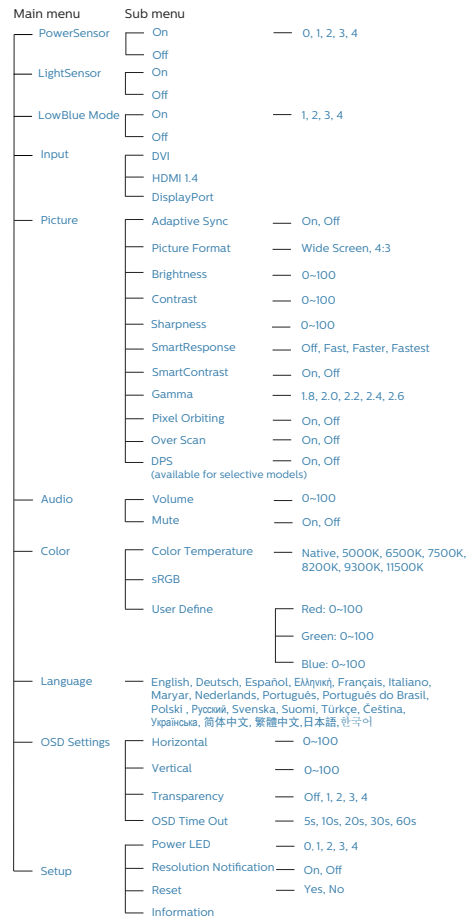 Main menu Sub menu
PowerSensor On 0, 1, 2, 3, 4
Off
LightSensor On
Off
LowBlue Mode On 1, 2, 3, 4
Off
Input DVI
HDMI 1.4
DisplayPort
Picture Adaptive Sync On, Off
Picture Format Wide Screen, 4:3
Brightness 0~100
Contrast 0~100
Sharpness 0~100
SmartResponse Off, Fast, Faster, Fastest
SmartContrast On, Off
Gamma 1.8, 2.0, 2.2, 2.4, 2.6
Pixel Orbiting On, Off
Over Scan On, Off
DPS On, Off
(available for selective models)
Audio Volume 0~100
Mute On, Off
Color Color Temperature Native, 5000K, 6500K, 7500K,
8200K, 9300K, 11500K
sRGB
User Define Red: 0~100
Green: 0~100
Blue: 0~100
Language English, Deutsch, Español, Ελληνική, Français, Italiano,
Maryar, Nederlands, Português, Português do Brasil,
Polski , Русский, Svenska, Suomi, Türkçe, Čeština,
Українська, 简体中文, 繁體中文,日本語,한국어
OSD Settings Horizontal 0~100
Vertical 0~100
Transparency Off, 1, 2, 3, 4
OSD Time Out 5s, 10s, 20s, 30s, 60s
Power LED 0, 1, 2, 3, 4
Setup Resolution Notification On, Off
Reset Yes, No
Information